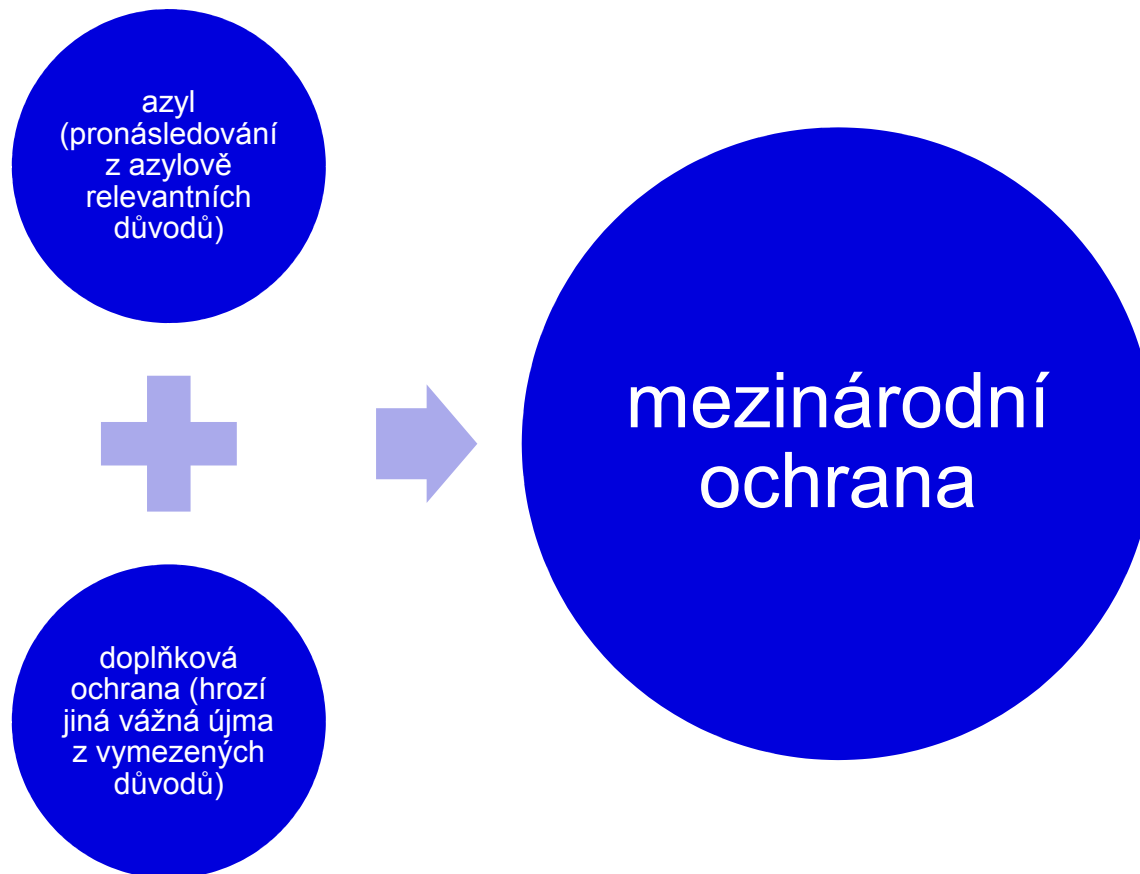 azyl
(pronásledování
z azylově
relevantních
důvodů)
doplňková
ochrana (hrozí
jiná vážná újma
z vymezených
důvodů)
mezinárodní
ochrana